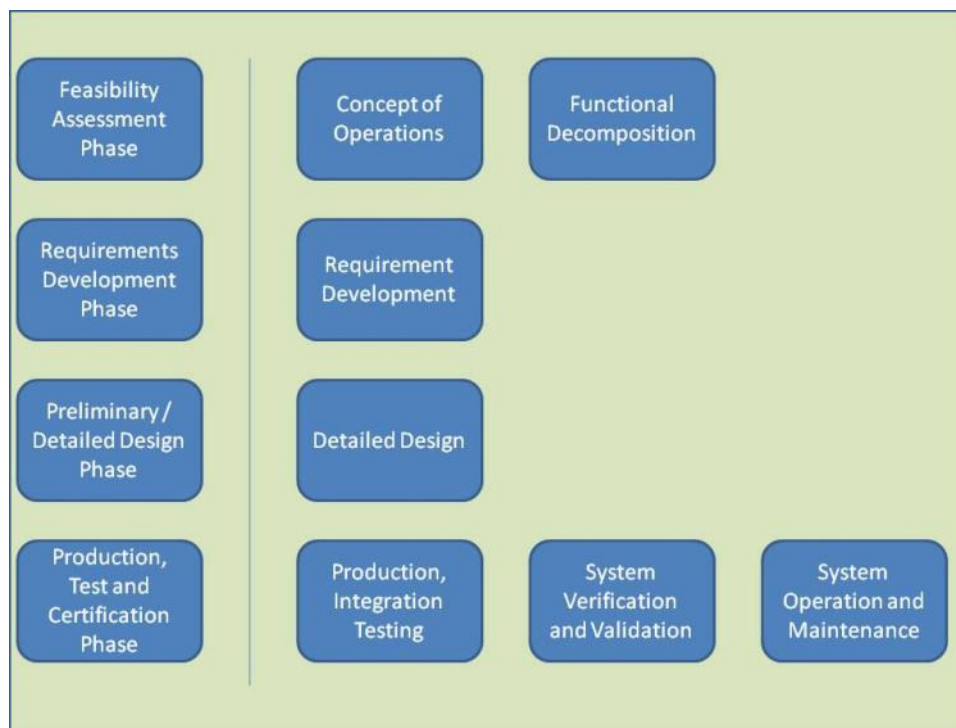 Feasibility
Assessment
Phase
Concept of
Operations
Functional
Decomposition
Requirements
Development
Phase
Requirement
Development
Preliminary /
Detailed Design
Phase
Detailed Design
Production,
Test and
Certification
Phase
Production,
Integration
Testing
System
Verification
and Validation
System
Operation and
Maintenance